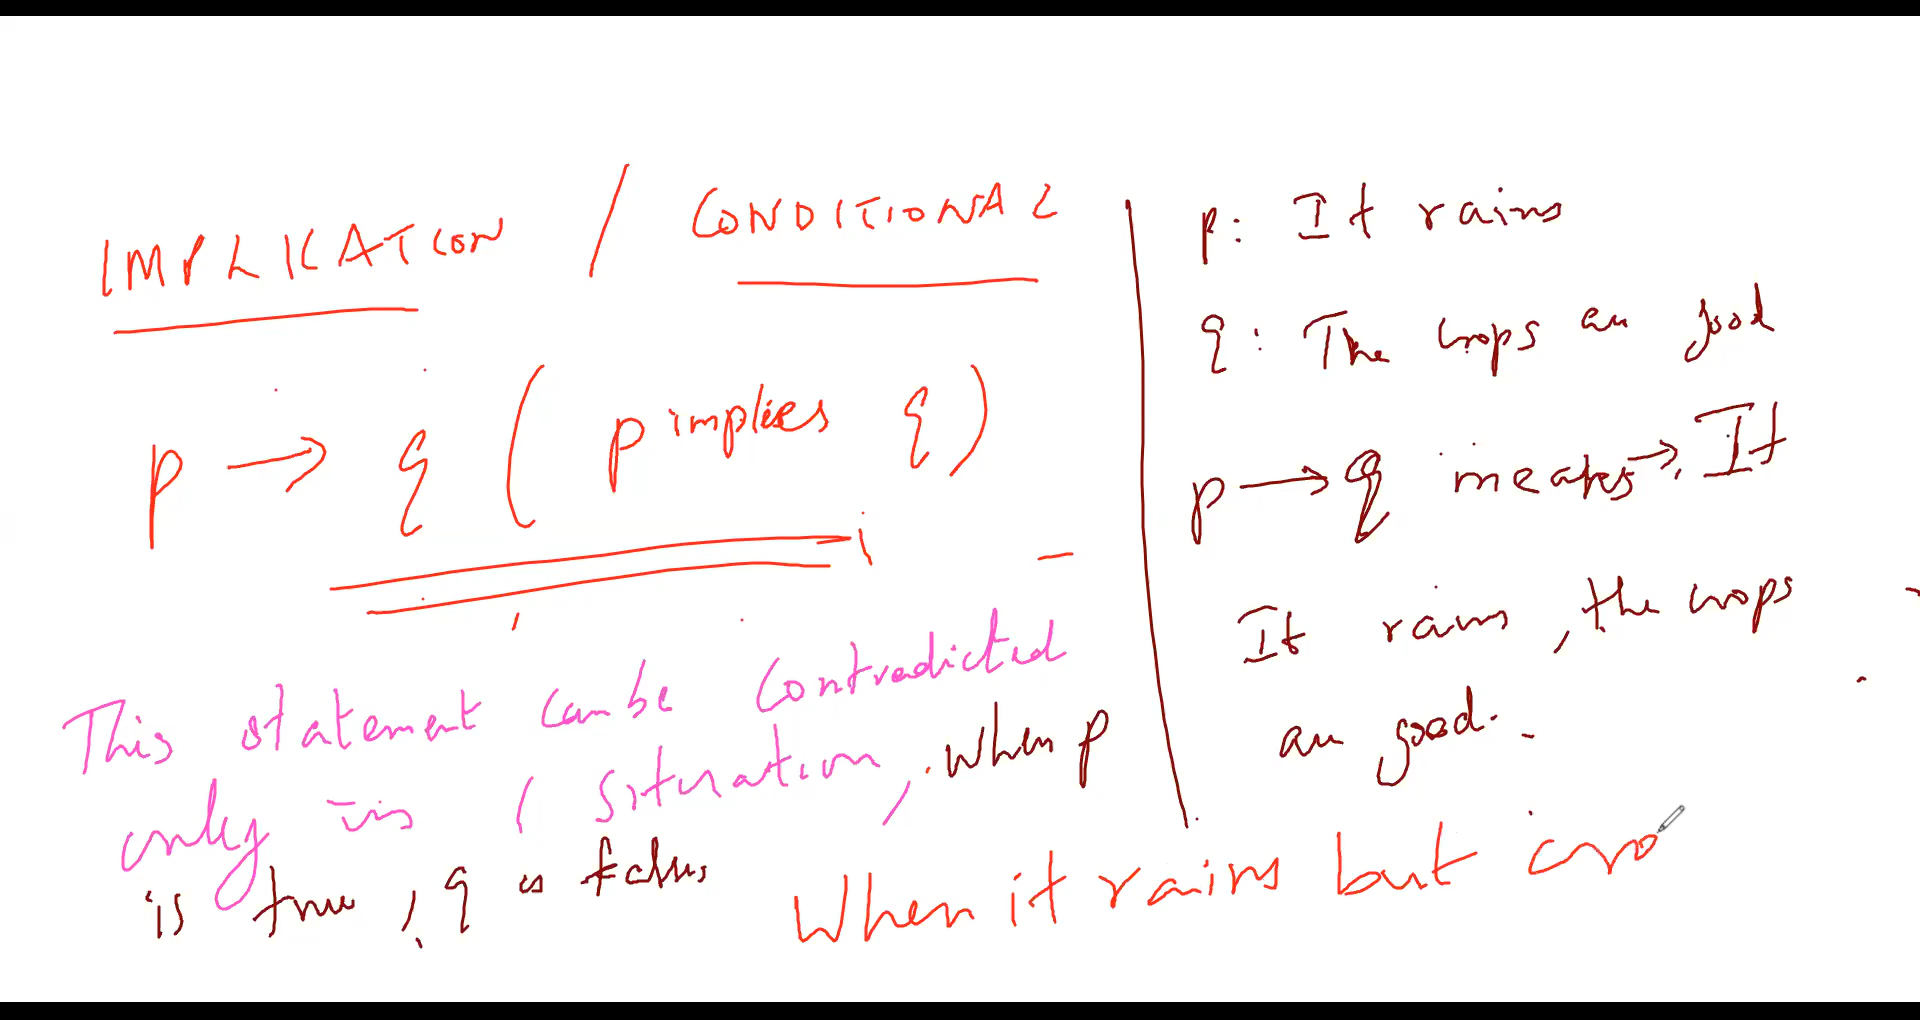 IMPLICATION / CONDITIONAL
p → q ( p implies q )
This statement can be contradicted
only in 1 situation, when p
is true, q is false
p: It rains
q: The crops are good
p → q means → It
It rains, the crops
are good.
When it rains but cro